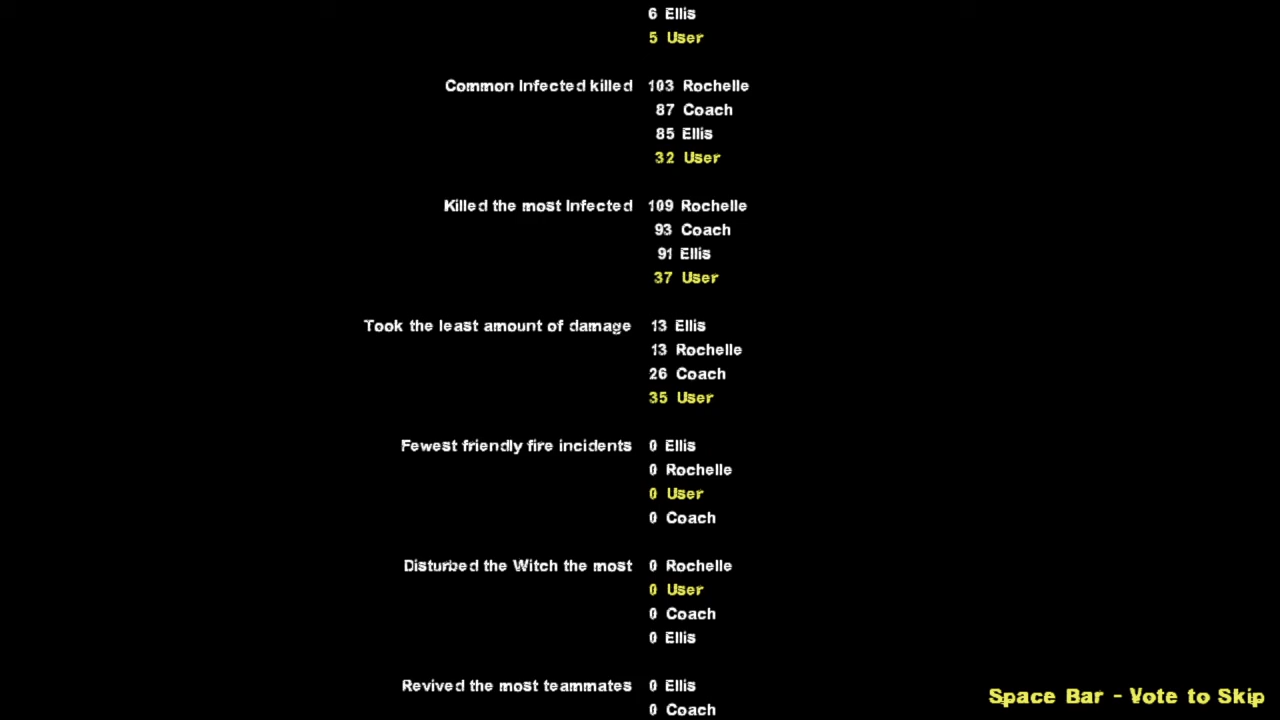 6 Ellis
5 User
Common Infected killed 103 Rochelle
87 Coach
85 Ellis
32 User
Killed the most Infected 109 Rochelle
93 Coach
91 Ellis
37 User
Took the least amount of damage 13 Ellis
13 Rochelle
26 Coach
35 User
Fewest friendly fire incidents 0 Ellis
0 Rochelle
0 User
0 Coach
Disturbed the Witch the most 0 Rochelle
0 User
0 Coach
0 Ellis
Revived the most teammates 0 Ellis
0 Coach
Space Bar - Vote to Skip